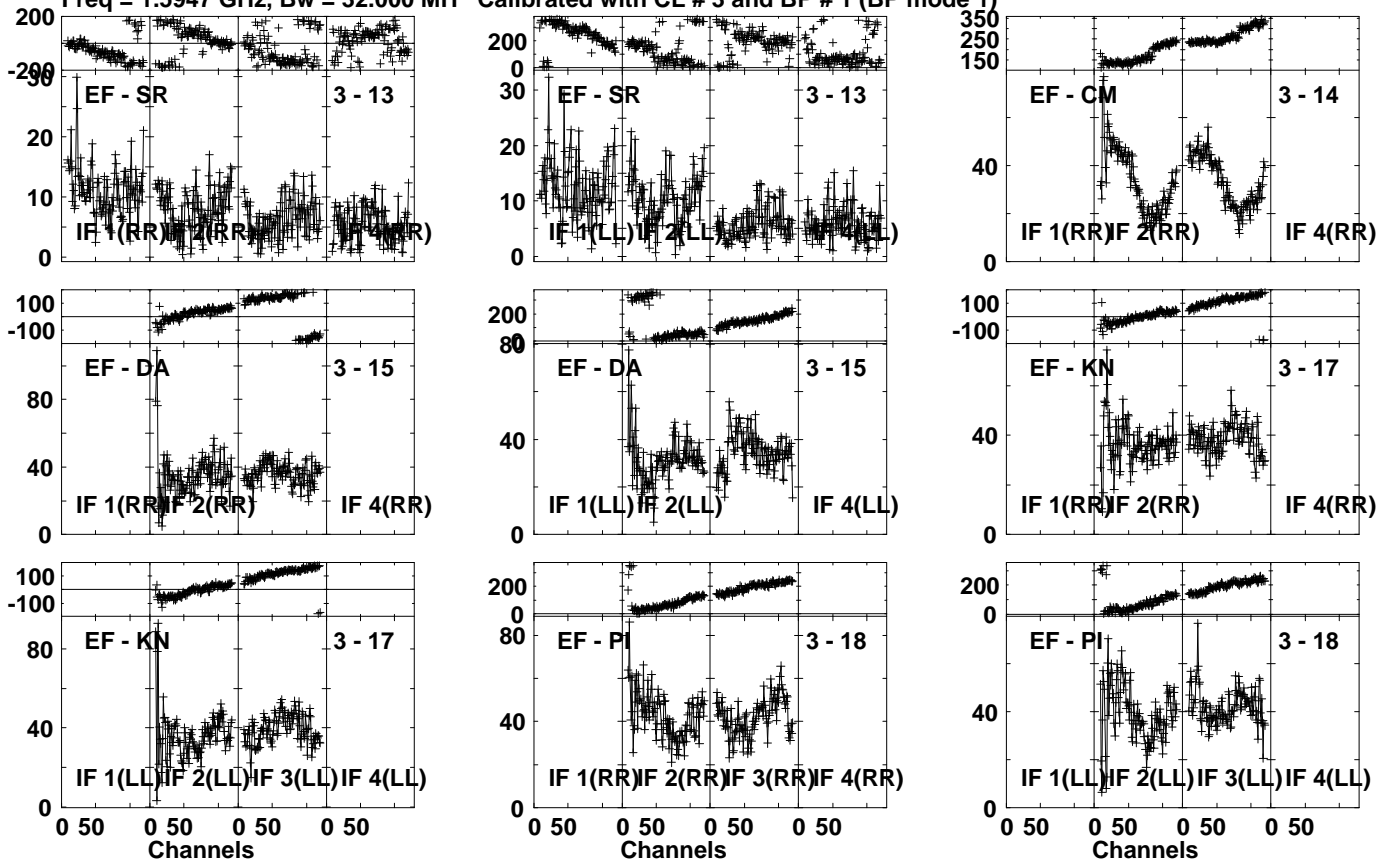 Freq = 1.5947 GHz, Bw = 32.000 MH Calibrated with CL # 3 and BP # 1 (BP mode 1)
200
-200
30
20
10
0
EF - SR 3 - 13
IF 1(RR) IF 2(RR) IF 4(RR)
200
0
30
20
10
0
EF - SR 3 - 13
IF 1(LL) IF 2(LL) IF 4(LL)
350
250
150
40
0
EF - CM 3 - 14
IF 1(RR) IF 2(RR) IF 4(RR)
100
-100
80
40
0
EF - DA 3 - 15
IF 1(RR) IF 2(RR) IF 4(RR)
200
0
80
40
0
EF - DA 3 - 15
IF 1(LL) IF 2(LL) IF 4(LL)
100
-100
40
0
EF - KN 3 - 17
IF 1(RR) IF 2(RR) IF 4(RR)
100
-100
80
40
0
EF - KN 3 - 17
IF 1(LL) IF 2(LL) IF 3(LL) IF 4(LL)
0 50 0 50 0 50 0 50
Channels
200
0
80
40
0
EF - PI 3 - 18
IF 1(RR) IF 2(RR) IF 3(RR) IF 4(RR)
0 50 0 50 0 50 0 50
Channels
200
0
80
40
0
EF - PI 3 - 18
IF 1(LL) IF 2(LL) IF 3(LL) IF 4(LL)
0 50 0 50 0 50 0 50
Channels